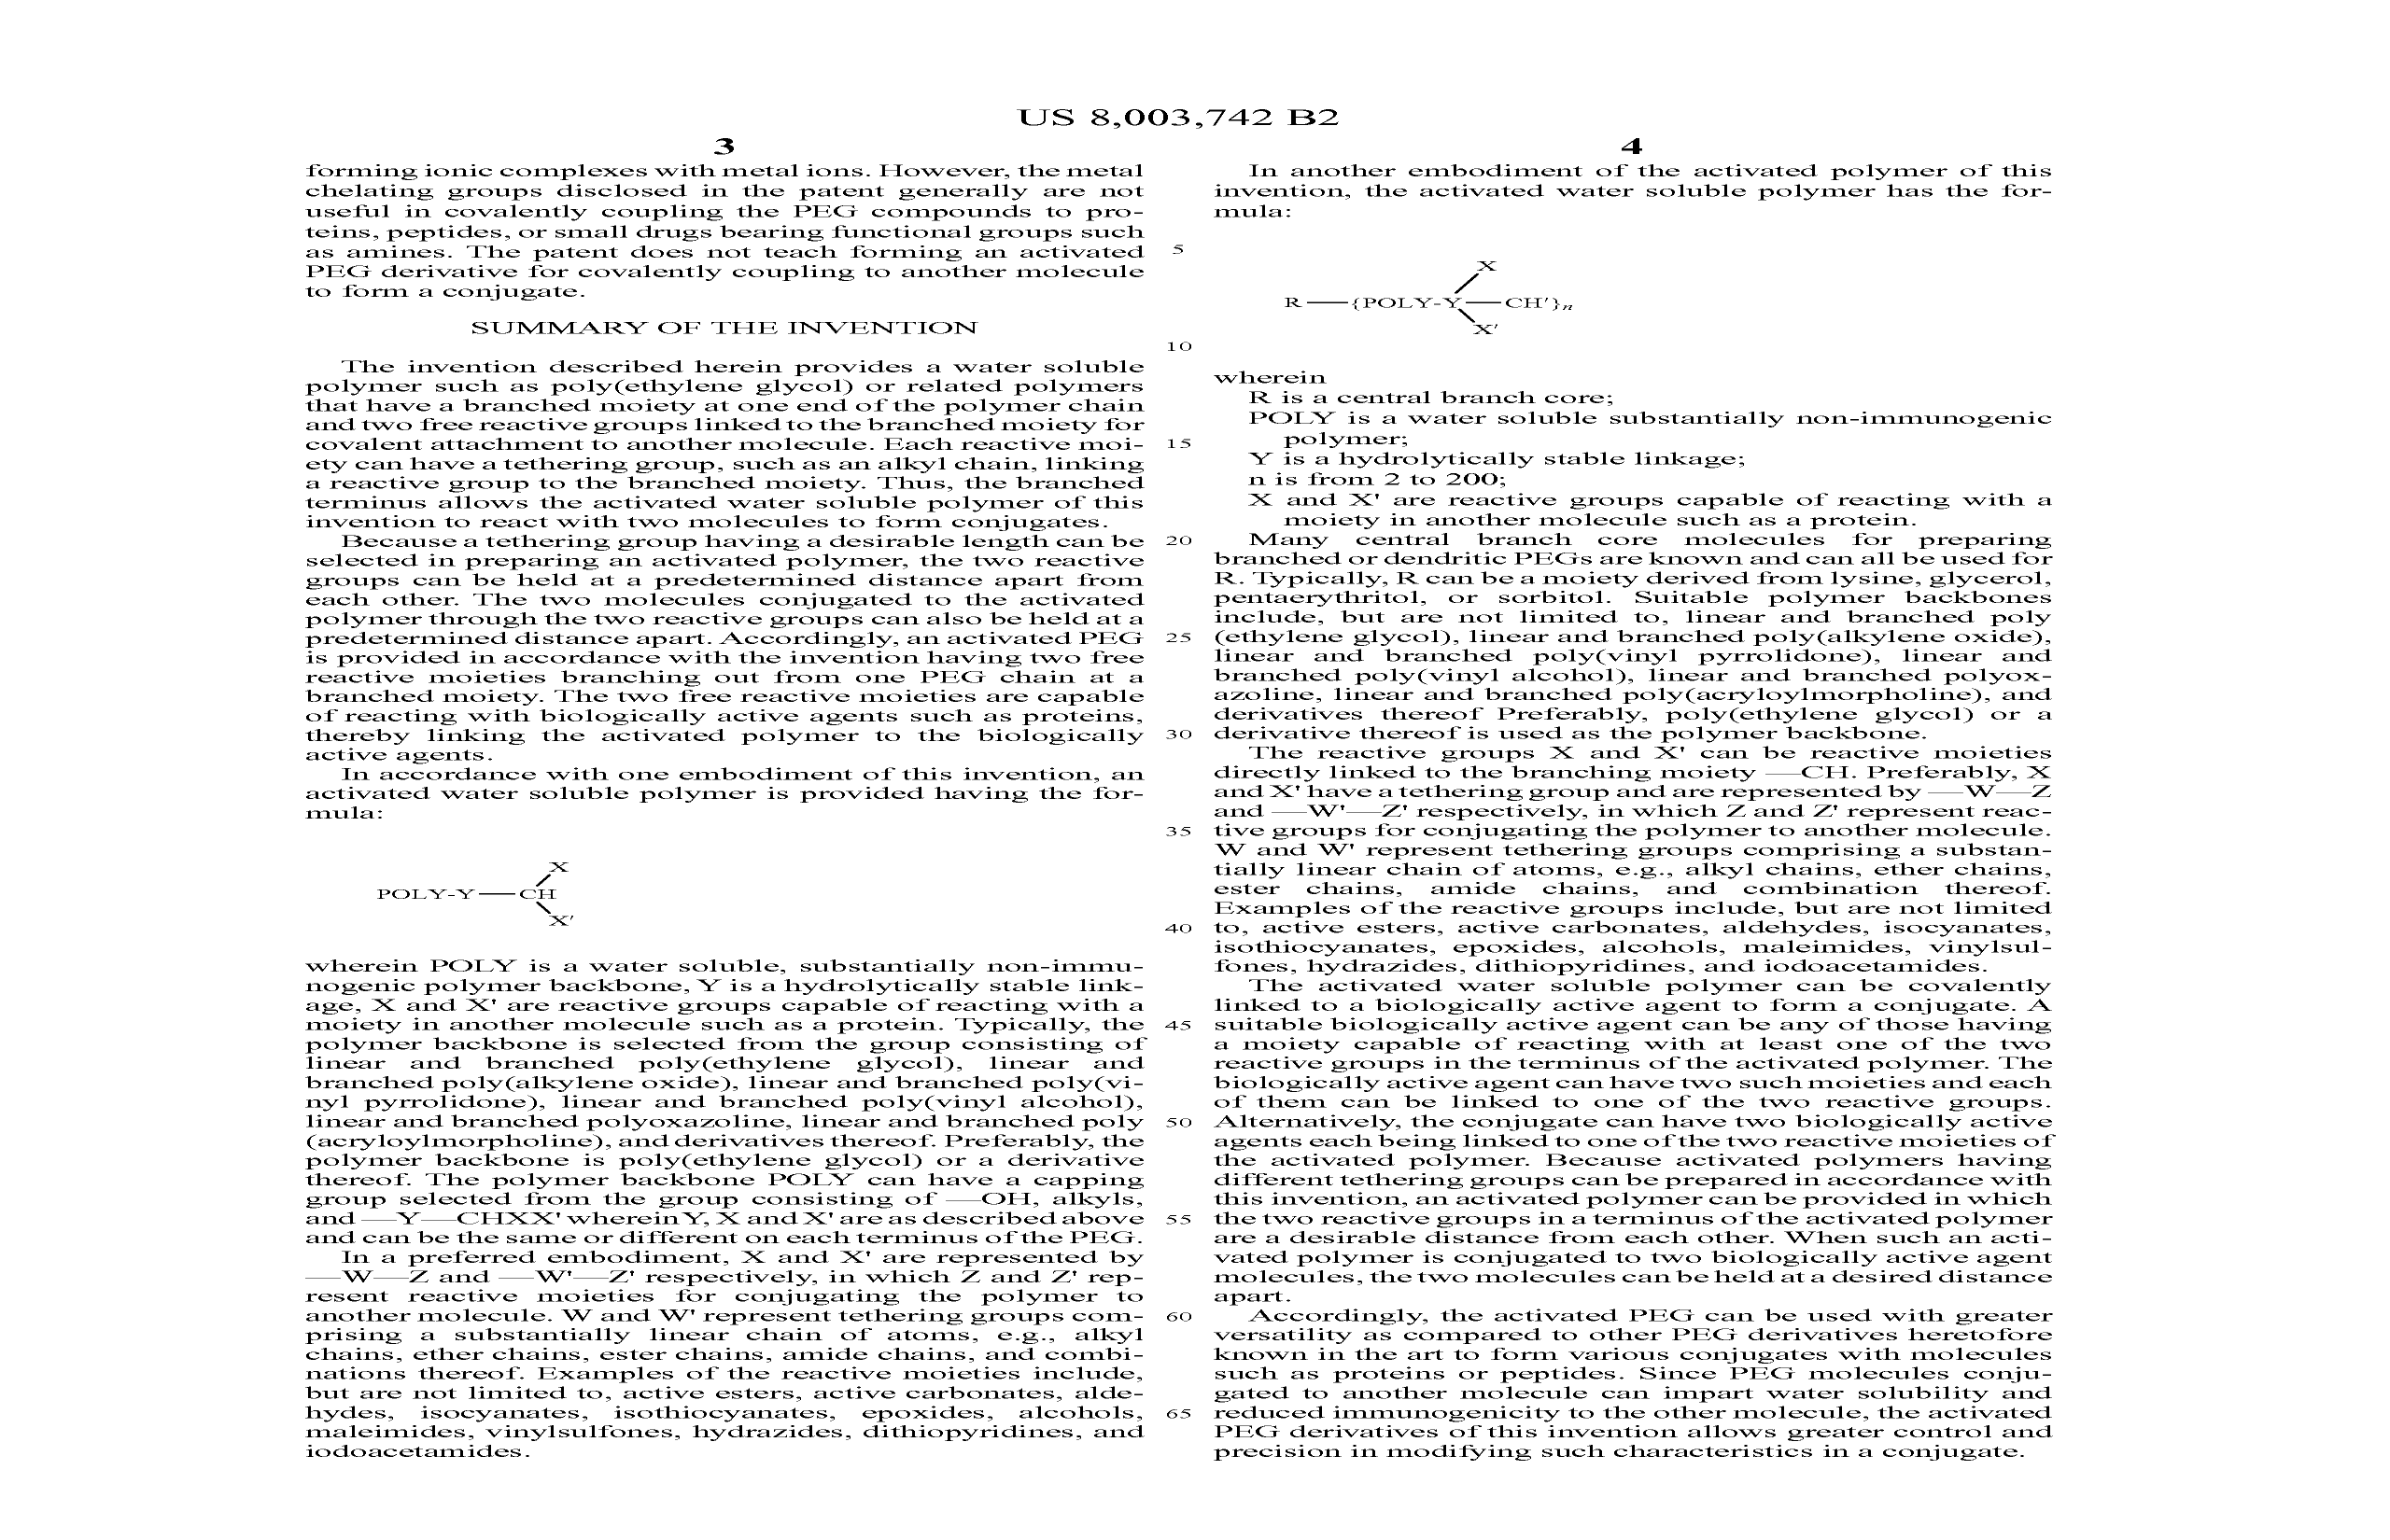 US 8,003,742 B2
3
forming ionic complexes with metal ions. However, the metal
chelating groups disclosed in the patent generally are not
useful in covalently coupling the PEG compounds to pro-
teins, peptides, or small drugs bearing functional groups such
as amines. The patent does not teach forming an activated
PEG derivative for covalently coupling to another molecule
to form a conjugate.
SUMMARY OF THE INVENTION
The invention described herein provides a water soluble
polymer such as poly(ethylene glycol) or related polymers
that have a branched moiety at one end of the polymer chain
and two free reactive groups linked to the branched moiety for
covalent attachment to another molecule. Each reactive moi-
ety can have a tethering group, such as an alkyl chain, linking
a reactive group to the branched moiety. Thus, the branched
terminus allows the activated water soluble polymer of this
invention to react with two molecules to form conjugates.
Because a tethering group having a desirable length can be
selected in preparing an activated polymer, the two reactive
groups can be held at a predetermined distance apart from
each other. The two molecules conjugated to the activated
polymer through the two reactive groups can also be held at a
predetermined distance apart. Accordingly, an activated PEG
is provided in accordance with the invention having two free
reactive moieties branching out from one PEG chain at a
branched moiety. The two free reactive moieties are capable
of reacting with biologically active agents such as proteins,
thereby linking the activated polymer to the biologically
active agents.
In accordance with one embodiment of this invention, an
activated water soluble polymer is provided having the for-
mula:
X
POLY-Y—CH
X'
wherein POLY is a water soluble, substantially non-immu-
nogenic polymer backbone, Y is a hydrolytically stable link-
age, X and X' are reactive groups capable of reacting with a
moiety in another molecule such as a protein. Typically, the
polymer backbone is selected from the group consisting of
linear and branched poly(ethylene glycol), linear and
branched poly(alkylene oxide), linear and branched poly(vi-
nyl pyrrolidone), linear and branched poly(vinyl alcohol),
linear and branched polyoxazoline, linear and branched poly
(acryloylmorpholine), and derivatives thereof. Preferably, the
polymer backbone is poly(ethylene glycol) or a derivative
thereof. The polymer backbone POLY can have a capping
group selected from the group consisting of —OH, alkyls,
and —Y—CHXX' wherein Y, X and X' are as described above
and can be the same or different on each terminus of the PEG.
In a preferred embodiment, X and X' are represented by
—W—Z and —W'—Z' respectively, in which Z and Z' rep-
resent reactive moieties for conjugating the polymer to
another molecule. W and W' represent tethering groups com-
prising a substantially linear chain of atoms, e.g., alkyl
chains, ether chains, ester chains, amide chains, and combi-
nations thereof. Examples of the reactive moieties include,
but are not limited to, active esters, active carbonates, alde-
hydes, isocyanates, isothiocyanates, epoxides, alcohols,
maleimides, vinylsulfones, hydrazides, dithiopyridines, and
iodoacetamides.
5
10
15
20
25
30
35
40
45
50
55
60
65
4
In another embodiment of the activated polymer of this
invention, the activated water soluble polymer has the for-
mula:
X
R—{POLY-Y—CH'}n
X'
wherein
R is a central branch core;
POLY is a water soluble substantially non-immunogenic
polymer;
Y is a hydrolytically stable linkage;
n is from 2 to 200;
X and X' are reactive groups capable of reacting with a
moiety in another molecule such as a protein.
Many central branch core molecules for preparing
branched or dendritic PEGs are known and can all be used for
R. Typically, R can be a moiety derived from lysine, glycerol,
pentaerythritol, or sorbitol. Suitable polymer backbones
include, but are not limited to, linear and branched poly
(ethylene glycol), linear and branched poly(alkylene oxide),
linear and branched poly(vinyl pyrrolidone), linear and
branched poly(vinyl alcohol), linear and branched polyox-
azoline, linear and branched poly(acryloylmorpholine), and
derivatives thereof Preferably, poly(ethylene glycol) or a
derivative thereof is used as the polymer backbone.
The reactive groups X and X' can be reactive moieties
directly linked to the branching moiety —CH. Preferably, X
and X' have a tethering group and are represented by —W—Z
and —W'—Z' respectively, in which Z and Z' represent reac-
tive groups for conjugating the polymer to another molecule.
W and W' represent tethering groups comprising a substan-
tially linear chain of atoms, e.g., alkyl chains, ether chains,
ester chains, amide chains, and combination thereof.
Examples of the reactive groups include, but are not limited
to, active esters, active carbonates, aldehydes, isocyanates,
isothiocyanates, epoxides, alcohols, maleimides, vinylsul-
fones, hydrazides, dithiopyridines, and iodoacetamides.
The activated water soluble polymer can be covalently
linked to a biologically active agent to form a conjugate. A
suitable biologically active agent can be any of those having
a moiety capable of reacting with at least one of the two
reactive groups in the terminus of the activated polymer. The
biologically active agent can have two such moieties and each
of them can be linked to one of the two reactive groups.
Alternatively, the conjugate can have two biologically active
agents each being linked to one of the two reactive moieties of
the activated polymer. Because activated polymers having
different tethering groups can be prepared in accordance with
this invention, an activated polymer can be provided in which
the two reactive groups in a terminus of the activated polymer
are a desirable distance from each other. When such an acti-
vated polymer is conjugated to two biologically active agent
molecules, the two molecules can be held at a desired distance
apart.
Accordingly, the activated PEG can be used with greater
versatility as compared to other PEG derivatives heretofore
known in the art to form various conjugates with molecules
such as proteins or peptides. Since PEG molecules conju-
gated to another molecule can impart water solubility and
reduced immunogenicity to the other molecule, the activated
PEG derivatives of this invention allows greater control and
precision in modifying such characteristics in a conjugate.